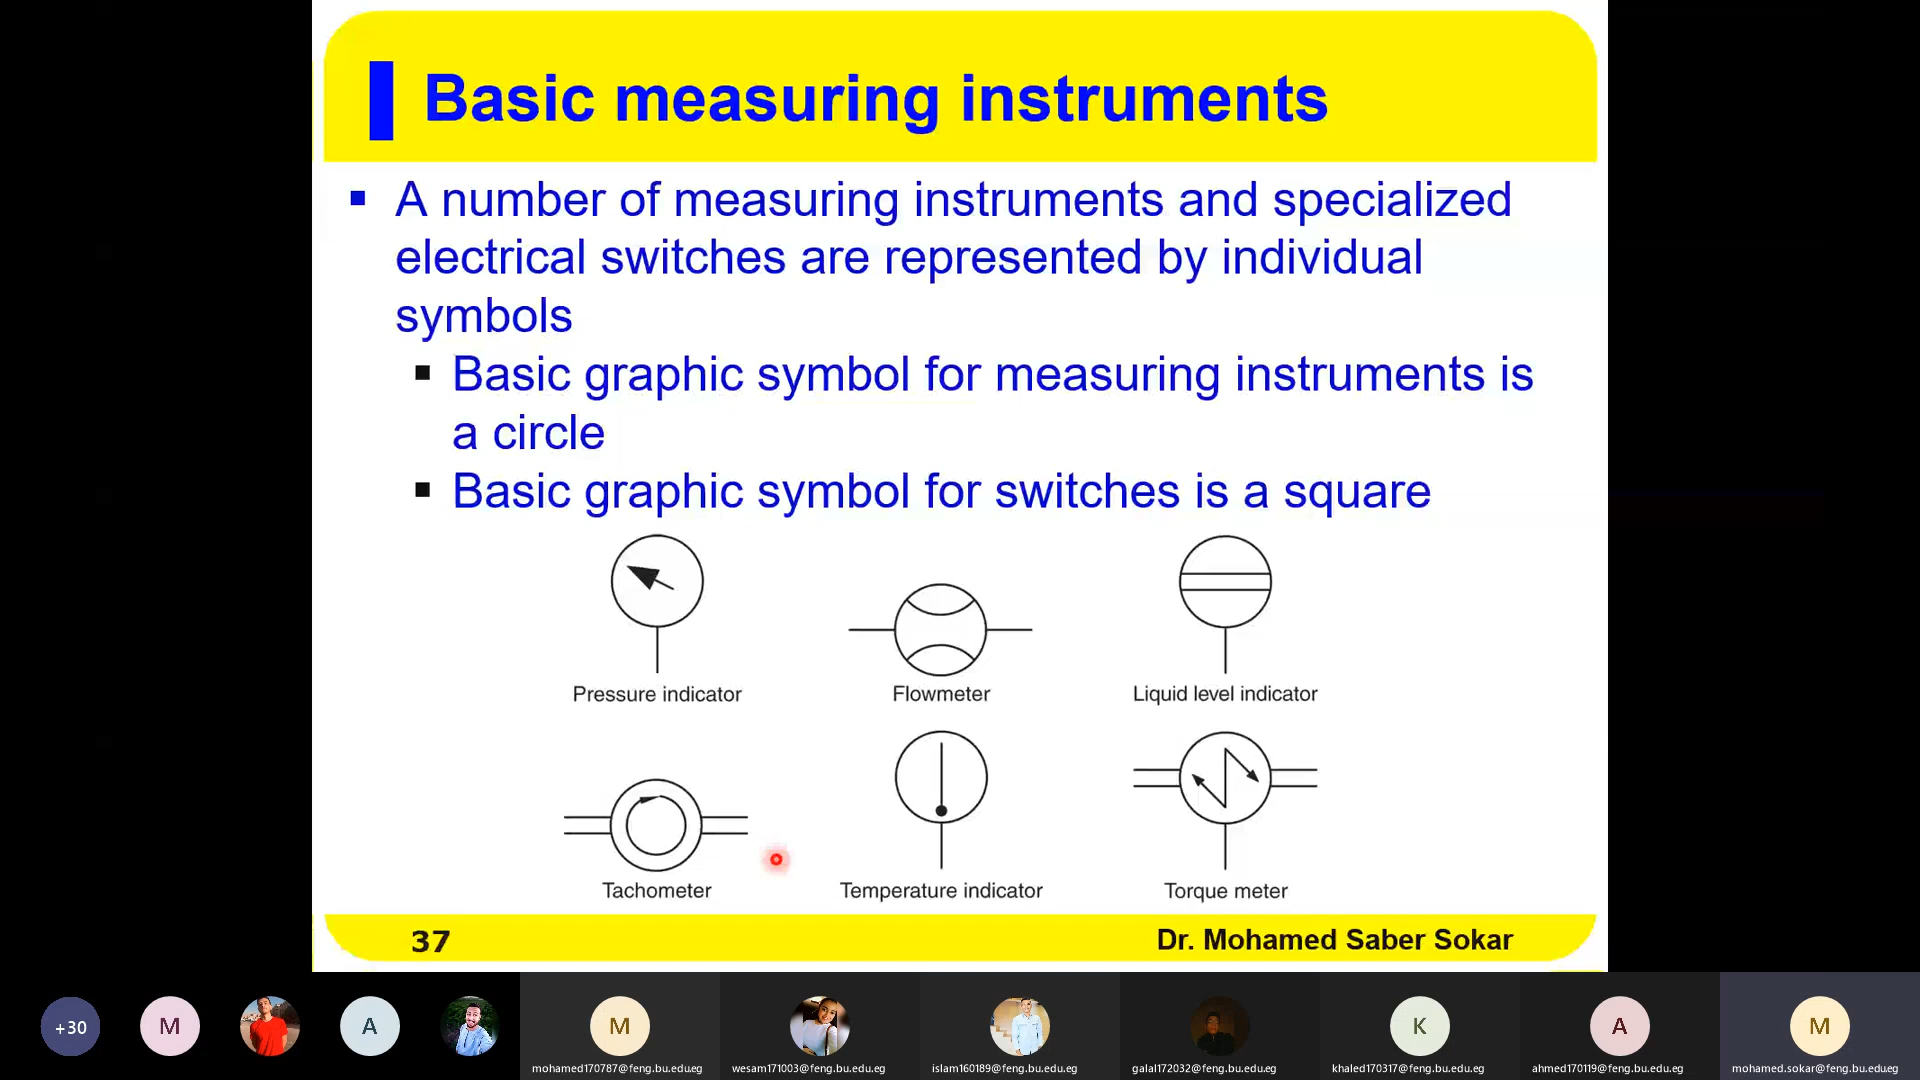 Basic measuring instruments
A number of measuring instruments and specialized
electrical switches are represented by individual
symbols
Basic graphic symbol for measuring instruments is
a circle
Basic graphic symbol for switches is a square
Pressure indicator
Flowmeter
Liquid level indicator
Tachometer
Temperature indicator
Torque meter
37
Dr. Mohamed Saber Sokar
+30
M
A
M
K
A
M
mohamed170787@feng.bu.edu.eg
wesam171003@feng.bu.edu.eg
islam160189@feng.bu.edu.eg
galal172032@feng.bu.edu.eg
khaled170317@feng.bu.edu.eg
ahmed170119@feng.bu.edu.eg
mohamed.sokar@feng.bu.edu.eg